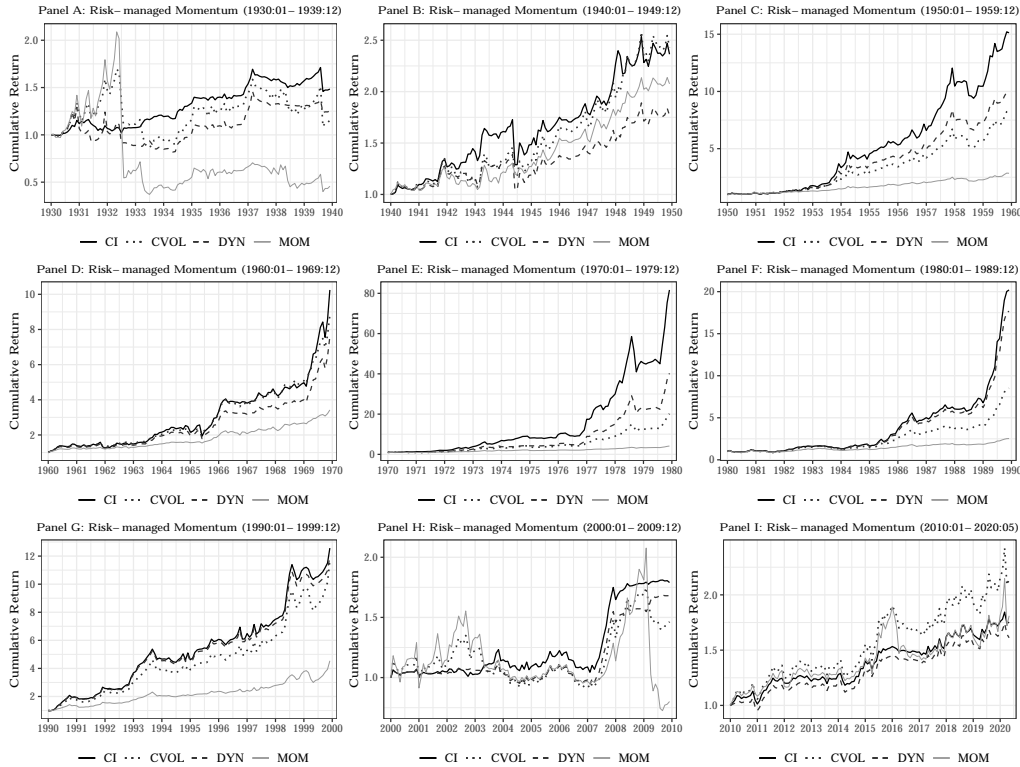 Panel A: Risk− managed Momentum (1930:01− 1939:12)
Cumulative Return
2.0
1.5
1.0
0.5
1930 1931 1932 1933 1934 1935 1936 1937 1938 1939 1940
CI CVOL DYN MOM
Panel B: Risk− managed Momentum (1940:01− 1949:12)
Cumulative Return
2.5
2.0
1.5
1.0
1940 1941 1942 1943 1944 1945 1946 1947 1948 1949 1950
CI CVOL DYN MOM
Panel C: Risk− managed Momentum (1950:01− 1959:12)
Cumulative Return
15
10
5
1950 1951 1952 1953 1954 1955 1956 1957 1958 1959 1960
CI CVOL DYN MOM
Panel D: Risk− managed Momentum (1960:01− 1969:12)
Cumulative Return
10
8
6
4
2
1960 1961 1962 1963 1964 1965 1966 1967 1968 1969 1970
CI CVOL DYN MOM
Panel E: Risk− managed Momentum (1970:01− 1979:12)
Cumulative Return
80
60
40
20
0
1970 1971 1972 1973 1974 1975 1976 1977 1978 1979 1980
CI CVOL DYN MOM
Panel F: Risk− managed Momentum (1980:01− 1989:12)
Cumulative Return
20
15
10
5
0
1980 1981 1982 1983 1984 1985 1986 1987 1988 1989 1990
CI CVOL DYN MOM
Panel G: Risk− managed Momentum (1990:01− 1999:12)
Cumulative Return
12
10
8
6
4
2
1990 1991 1992 1993 1994 1995 1996 1997 1998 1999 2000
CI CVOL DYN MOM
Panel H: Risk− managed Momentum (2000:01− 2009:12)
Cumulative Return
2.0
1.5
1.0
2000 2001 2002 2003 2004 2005 2006 2007 2008 2009 2010
CI CVOL DYN MOM
Panel I: Risk− managed Momentum (2010:01− 2020:05)
Cumulative Return
2.0
1.5
1.0
2010 2011 2012 2013 2014 2015 2016 2017 2018 2019 2020
CI CVOL DYN MOM